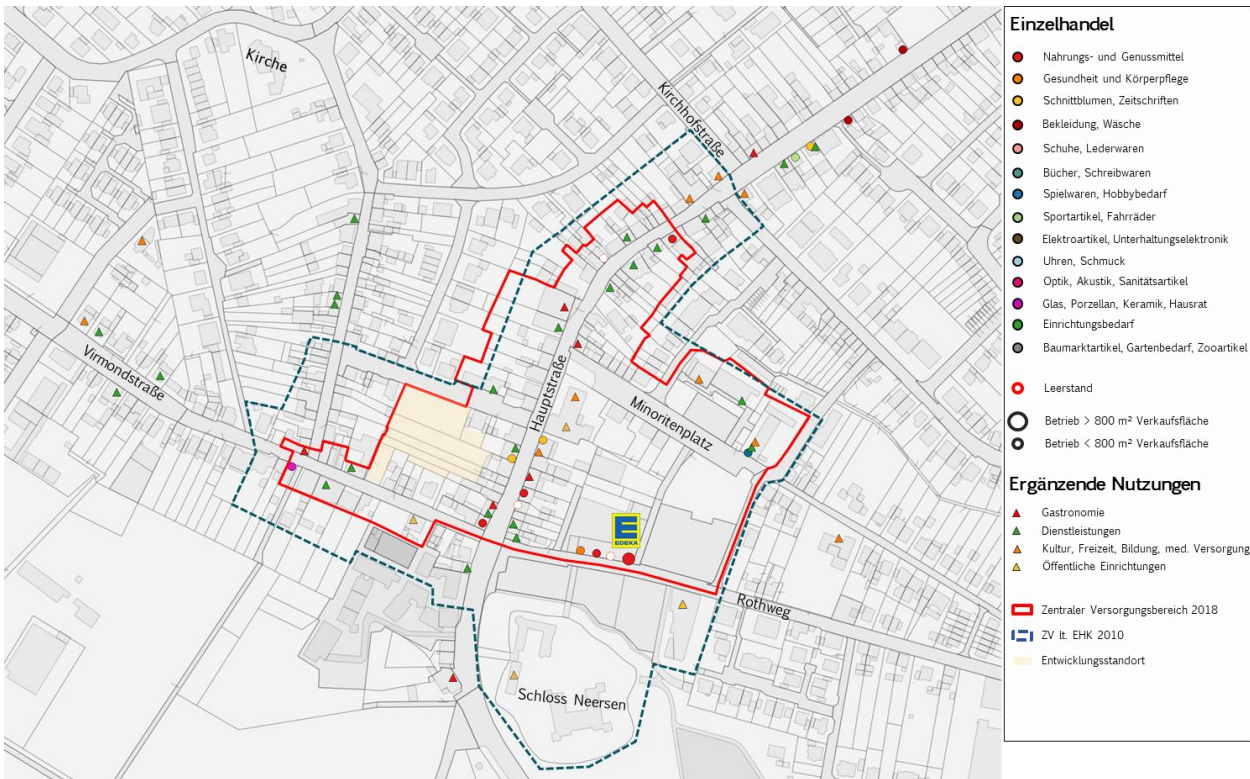 Kirche
Kirchhofstraße
Virmondstraße
Hauptstraße
Minoritenplatz
E
EDEKA
Rothweg
Schloss Neersen
Einzelhandel
Nahrungs- und Genussmittel
Gesundheit und Körperpflege
Schnittblumen, Zeitschriften
Bekleidung, Wäsche
Schuhe, Lederwaren
Bücher, Schreibwaren
Spielwaren, Hobbybedarf
Sportartikel, Fahrräder
Elektroartikel, Unterhaltungselektronik
Uhren, Schmuck
Optik, Akustik, Sanitätsartikel
Glas, Porzellan, Keramik, Hausrat
Einrichtungsbedarf
Baumarktartikel, Gartenbedarf, Zooartikel
Leerstand
Betrieb > 800 m² Verkaufsfläche
Betrieb < 800 m² Verkaufsfläche
Ergänzende Nutzungen
Gastronomie
Dienstleistungen
Kultur, Freizeit, Bildung, med. Versorgung
Öffentliche Einrichtungen
Zentraler Versorgungsbereich 2018
ZV lt. EHK 2010
Entwicklungsstandort